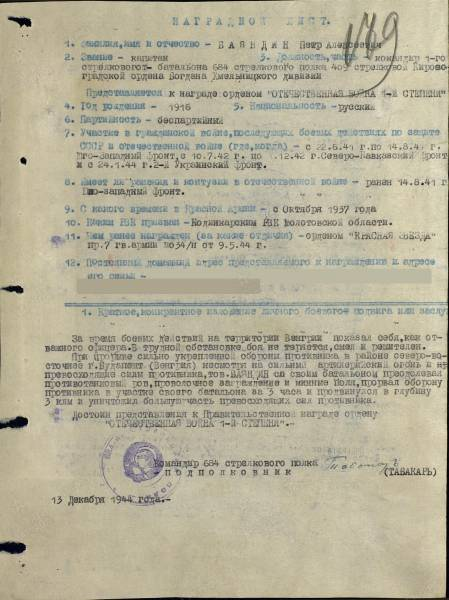 179
НАГРАДНОЙ ЛИСТ.
1. Фамилия, имя и отчество - БАЯНДИН Петр Алексеевич
2. Звание - капитан 3. Должность, часть командир 1-го
стрелкового батальона 684 стрелкового полка 409 стрелковой Кирово-
градской ордена Богдана Хмельницкого дивизии
Представляется к награде орденом "ОТЕЧЕСТВЕННАЯ ВОЙНА 1-Й СТЕПЕНИ"
4. Год рождения - 1916 5. Национальность - русский
6. Партийность - беспартийный
7. Участие в гражданской войне, последующих боевых действиях по защите
СССР и отечественной войне (где, когда) - с 22.6.41 г. по 14.8.41 г.
Юго-Западный фронт, с 10.7.42 г. по .12.42 г. Северо-Кавказский фронт
и с 24.1.44 г. 2-й Украинский фронт.
8. Имеет ли ранения и контузии в отечественной войне - ранен 14.8.41 г.
Юго-Западный фронт.
9. С какого времени в Красной Армии - с Октября 1937 года
10. Каким РВК призван - РВК Молотовской области.
11. Чем ранее награжден (за какие отличия) - орденом "КРАСНАЯ ЗВЕЗДА"
пр. 7 гв. армии №034/н от 9.5.44 г.
12. Постоянный домашний адрес представляемого к награждению и адрес
его семьи -
1. Краткое, конкретное изложение личного боевого подвига или заслуг
За время боевых действий на территории Венгрии показал себя, как от-
важного офицера. В трудной обстановке боя не теряется, смел и решителен.
При прорыве сильно укрепленной обороны противника в районе северо-во-
сточнее г. Будапешт, (Венгрия) несмотря на сильный артиллерийский огонь и
превосходящие силы противника, тов. БАЯНДИН со своим батальоном преодолевая
противотанковый ров, проволочное заграждение и минные поля, прорвал оборону
противника в участке своего батальона за 3 часа и продвинулся в глубину
3 клм и уничтожил большую часть превосходящих сил противника.
Достоин представления к Правительственной награде ордену
"ОТЕЧЕСТВЕННАЯ ВОЙНА 1-Й СТЕПЕНИ".-
Командир 684 стрелкового полка
- ПОДПОЛКОВНИК
(ТАБАКАРЬ)
13 Декабря 1944 года.-